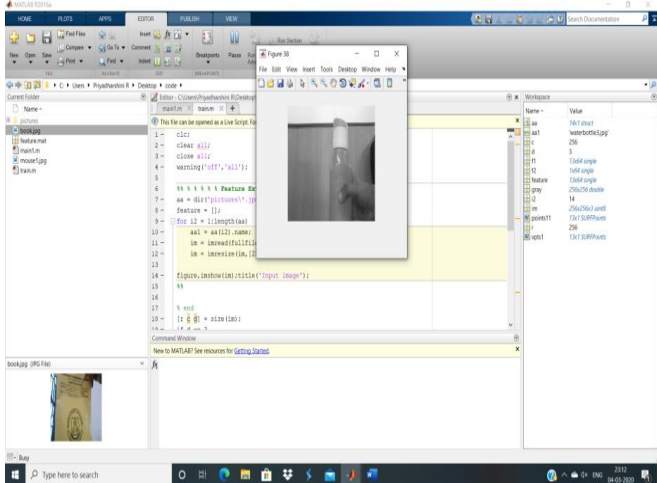 MATLAB R2016a
HOME PLOTS APPS EDITOR PUBLISH VIEW
Search Documentation
New Open Save Find Files Compare Print Go To Find Insert Comment Indent Breakpoints Pause Run Section
FILE NAVIGATE EDIT BREAKPOINTS
C: Users Priyadharshini R Desktop code
Current Folder
Name
pictures
book.jpg
feature.mat
main1.m
mouse1.jpg
train.m
book.jpg (JPG File)
Editor - C:\Users\Priyadharshini R\Desktop
main1.m train.m
This file can be opened as a Live Script. Fo
1 - clc;
2 - clear all;
3 - close all;
4 - warning('off','all');
5
6 %% % % % % Feature Ex
7 - aa = dir('pictures\*.jp
8 - feature = [];
9 - for i2 = 1:length(aa)
10 - aa1 = aa(i2).name;
11 - im = imread(fullfil
12 - im = imresize(im,[2
13
14 - figure,imshow(im);title('Input image');
15 %%
16
17 % end
18 - [r c d] = size(im);
Figure 38
File Edit View Insert Tools Desktop Window Help
Command Window
New to MATLAB? See resources for Getting Started.
fx
Workspace
Name Value
aa 14x1 struct
aa1 'waterbottle3.jpg'
c 256
d 3
f1 13x64 single
f2 1x64 single
feature 13x64 single
gray 256x256 double
i2 14
im 256x256x3 uint8
points11 13x1 SURFPoints
r 256
vpts1 13x1 SURFPoints
Busy
Type here to search
ENG
23:12
04-03-2020